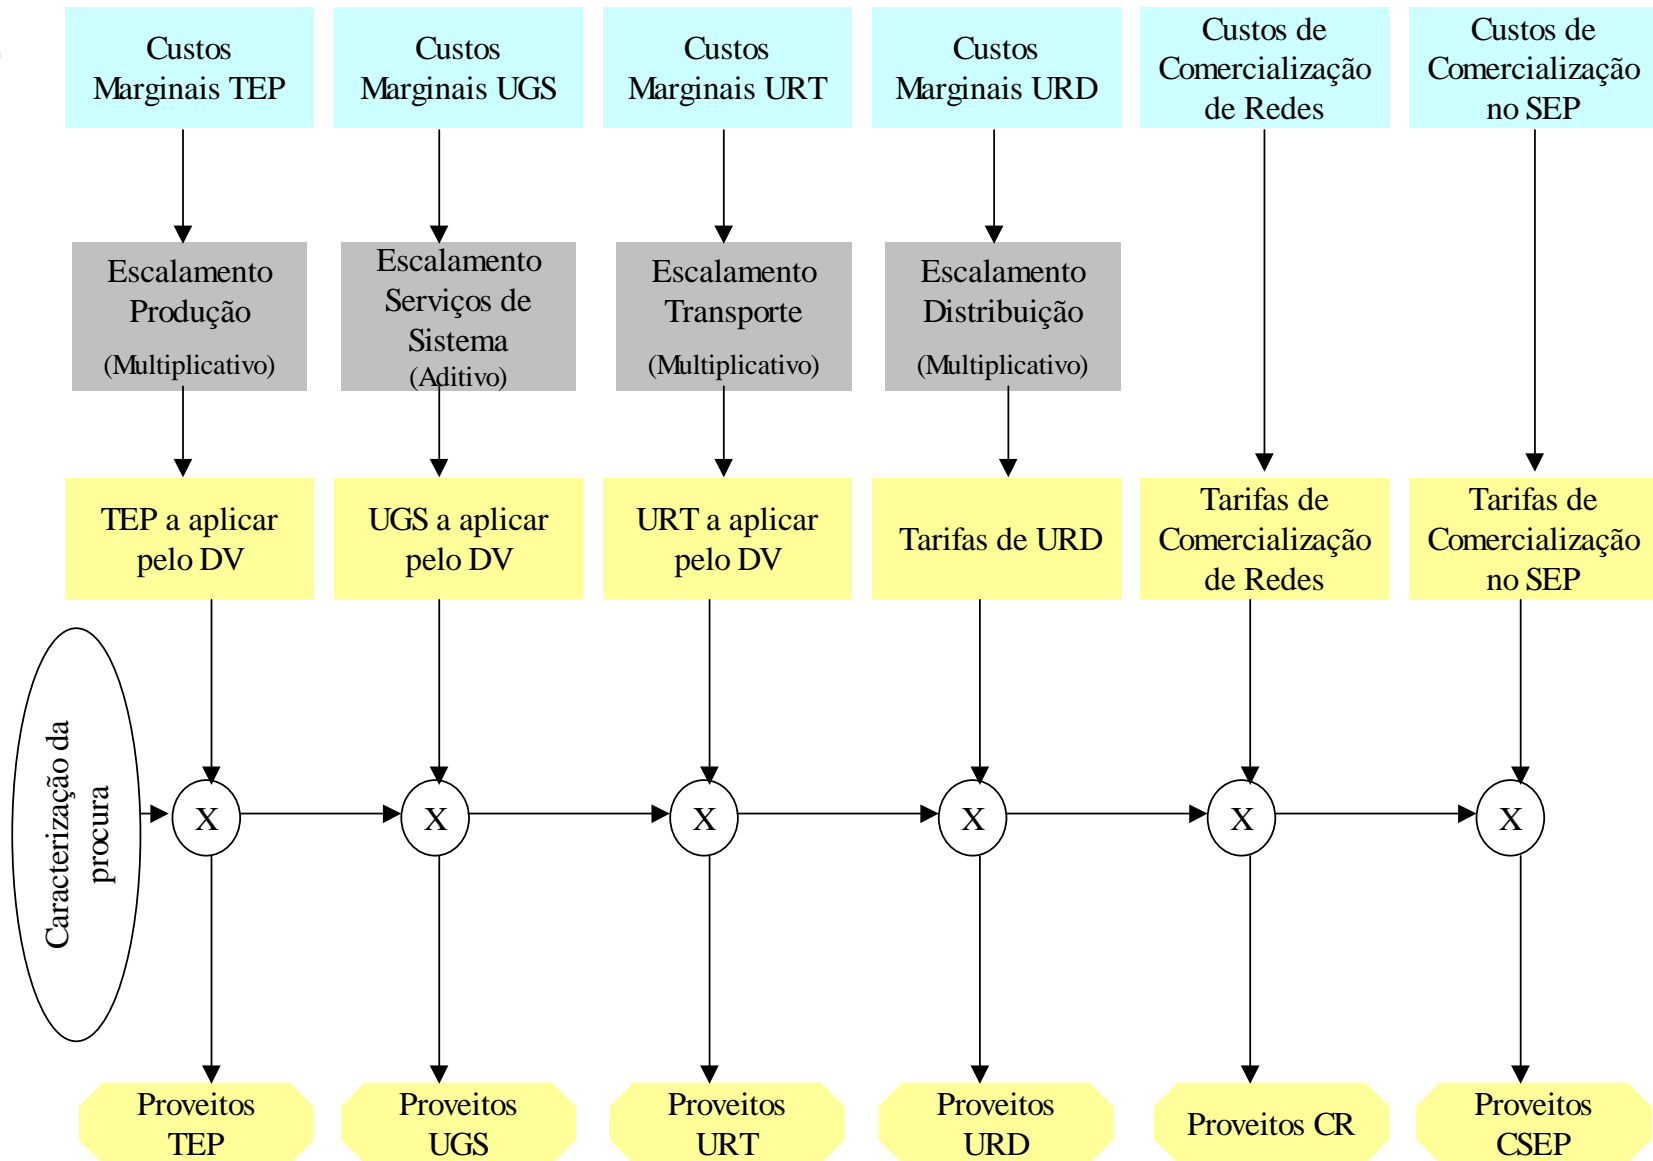 Custos
Marginais TEP
Custos
Marginais UGS
Custos
Marginais URT
Custos
Marginais URD
Custos de
Comercialização
de Redes
Custos de
Comercialização
no SEP
Escalamento
Produção
(Multiplicativo)
Escalamento
Serviços de
Sistema
(Aditivo)
Escalamento
Transporte
(Multiplicativo)
Escalamento
Distribuição
(Multiplicativo)
TEP a aplicar
pelo DV
UGS a aplicar
pelo DV
URT a aplicar
pelo DV
Tarifas de URD
Tarifas de
Comercialização
de Redes
Tarifas de
Comercialização
no SEP
Caracterização da
procura
X
X
X
X
X
X
Proveitos
TEP
Proveitos
UGS
Proveitos
URT
Proveitos
URD
Proveitos CR
Proveitos
CSEP